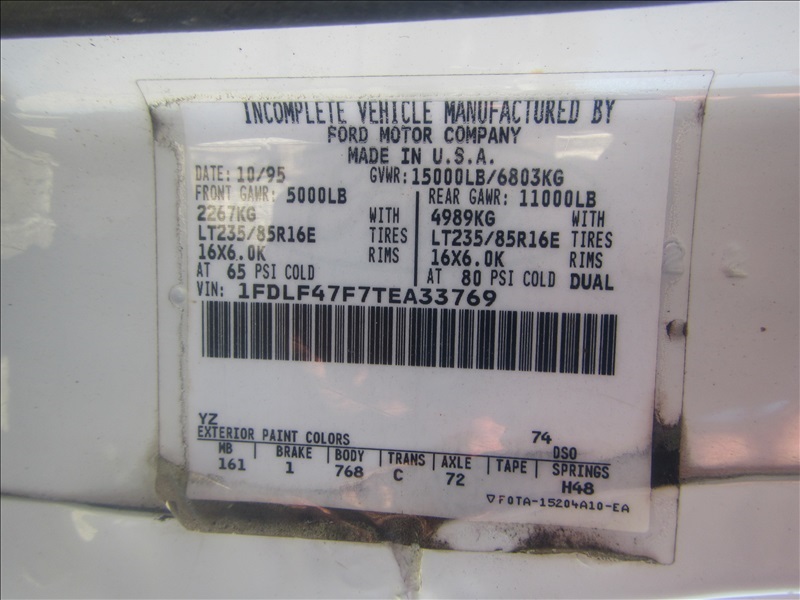 INCOMPLETE VEHICLE MANUFACTURED BY
FORD MOTOR COMPANY
MADE IN U.S.A.
DATE: 10/95 GVWR: 15000LB/6803KG
FRONT GAWR: 5000LB REAR GAWR: 11000LB
2267KG WITH 4989KG WITH
LT235/85R16E TIRES LT235/85R16E TIRES
16X6.0K RIMS 16X6.0K RIMS
AT 65 PSI COLD AT 80 PSI COLD DUAL
VIN: 1FDLF47F7TEA33769
YZ
EXTERIOR PAINT COLORS 74 DSO
WB BRAKE BODY TRANS AXLE TAPE SPRINGS
161 1 768 C 72 H48
▽F0TA-15204A10-EA